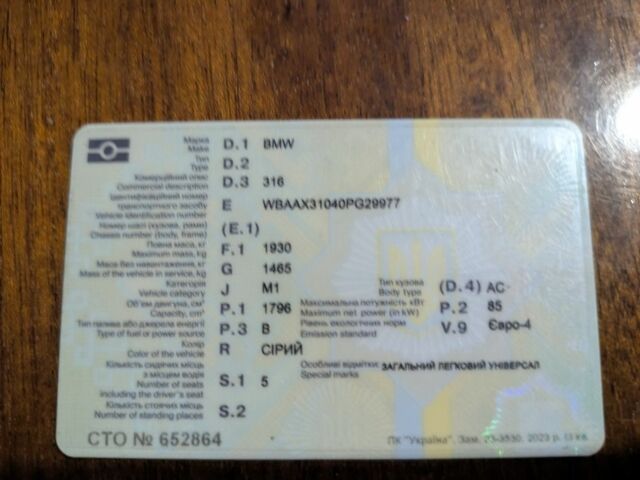 Марка
Make D.1 BMW
Тип
Type D.2
Комерційний опис
Commercial description D.3 316
Ідентифікаційний номер
транспортного засобу
Vehicle identification number E WBAAX31040PG29977
Номер шасі (кузова, рами)
Chassis number (body, frame) (E.1)
Повна маса, кг
Maximum mass, kg F.1 1930
Маса без навантаження, кг
Mass of the vehicle in service, kg G 1465
Категорія
Vehicle category J M1
Тип кузова
Body type (D.4) AC
Об'єм двигуна, см³
Capacity, cm³ P.1 1796
Максимальна потужність кВт
Maximum net power (in kW) P.2 85
Тип палива або джерела енергії
Type of fuel or power source P.3 B
Рівень екологічних норм
Emission standard V.9 Євро-4
Колір
Color of the vehicle R СІРИЙ
Кількість сидячих місць
з місцем водія
Number of seats
including the driver's seat S.1 5
Особливі відмітки: ЗАГАЛЬНИЙ ЛЕГКОВИЙ УНІВЕРСАЛ
Special marks
Кількість стоячих місць
Number of standing places S.2
СТО № 652864
ПК "Україна". Зам. 23-3530. 2023 р. II кв.